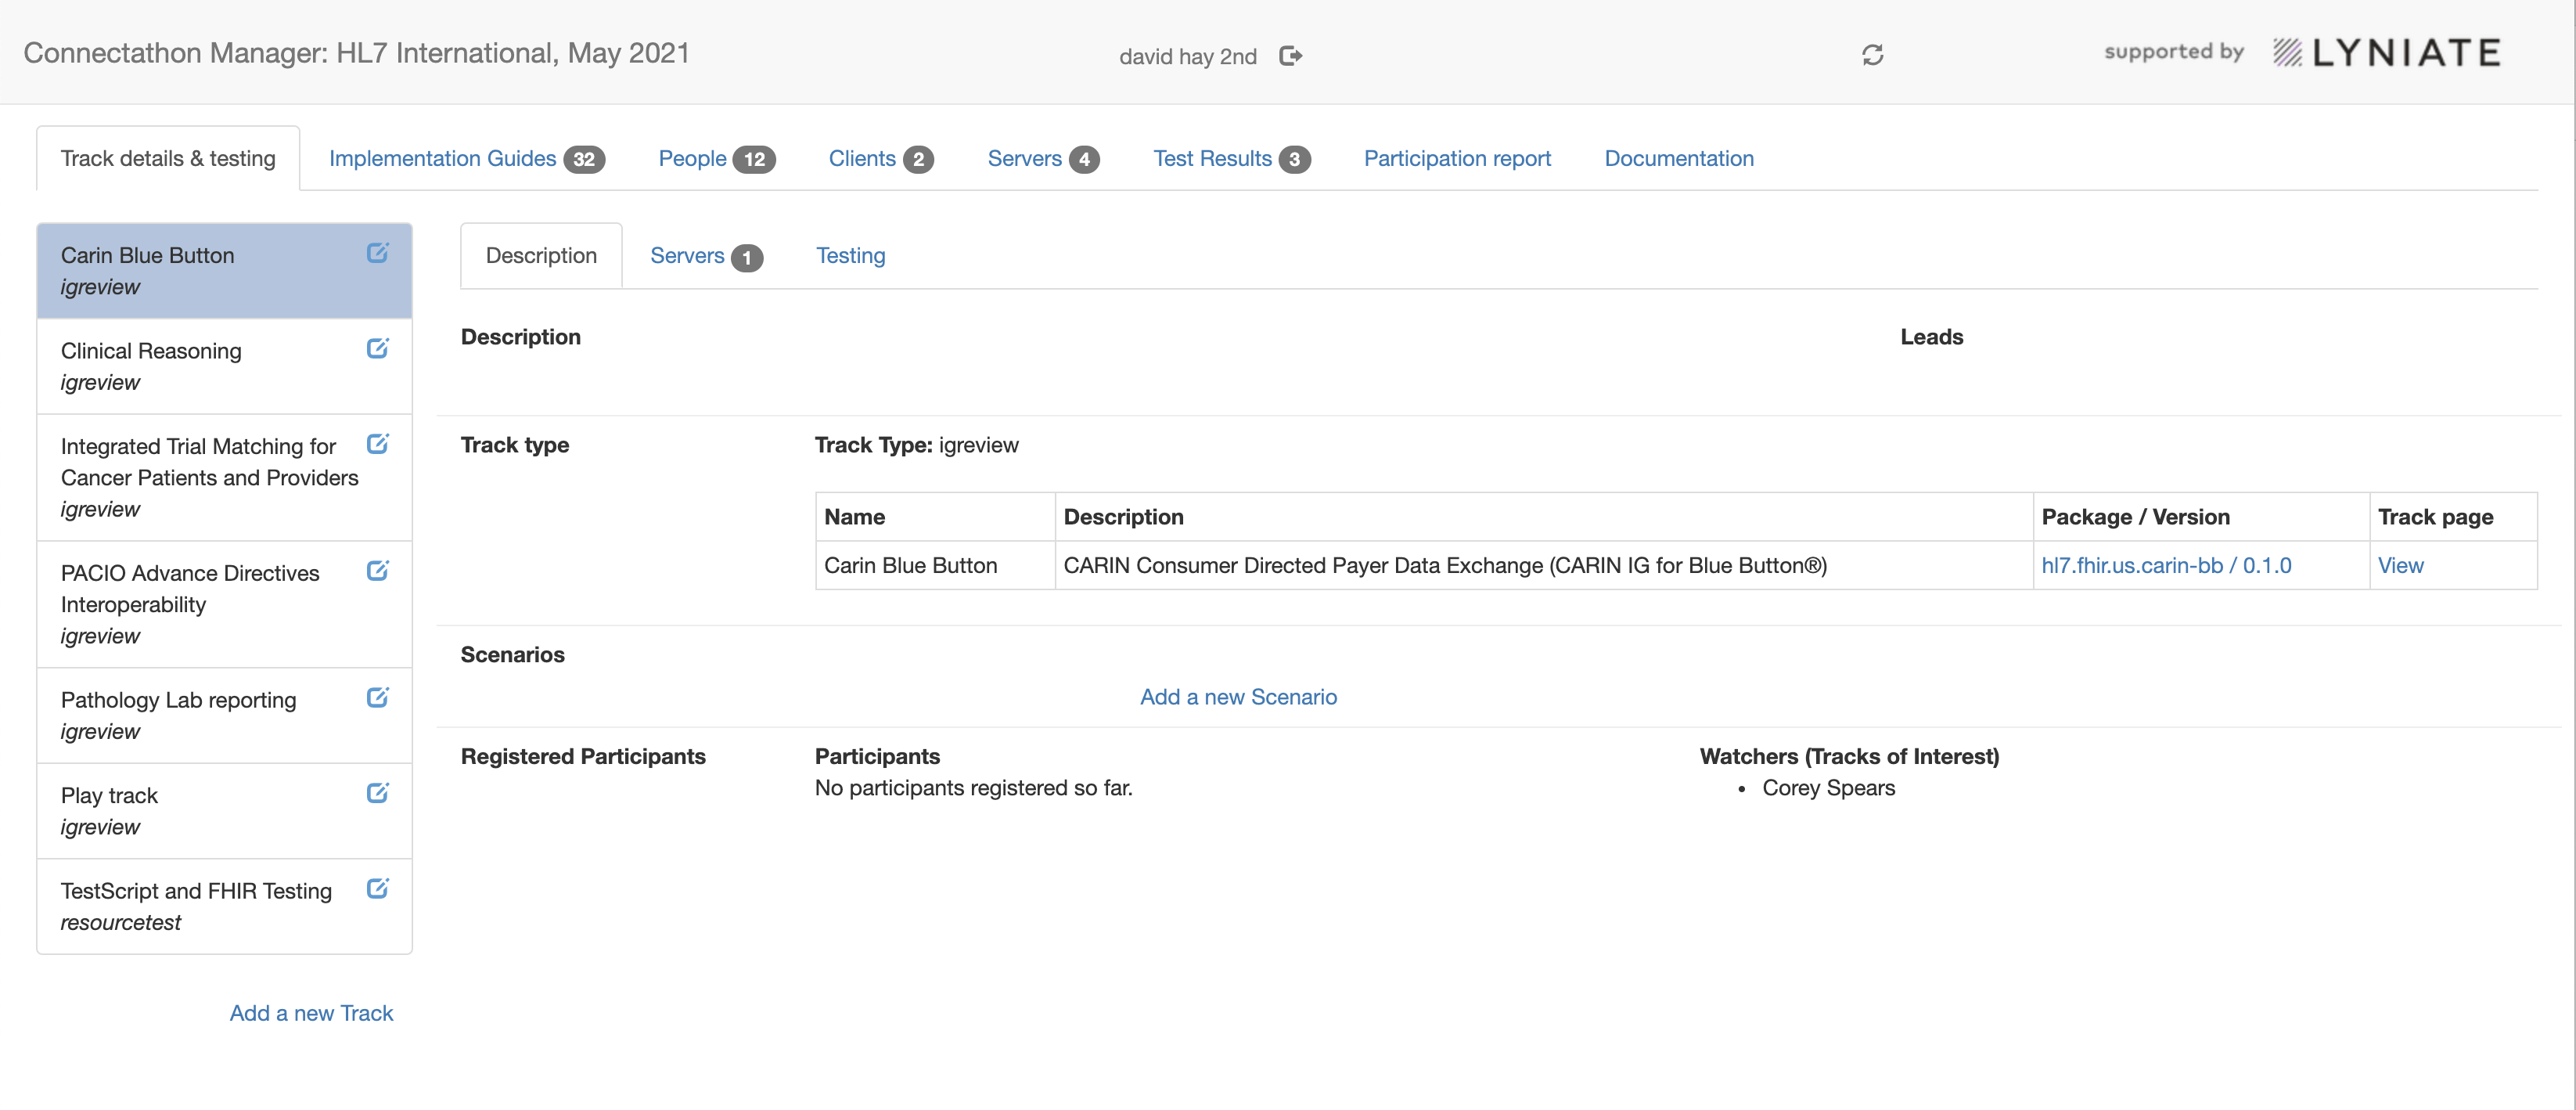 Connectathon Manager: HL7 International, May 2021
david hay 2nd
supported by LYNIATE
Track details & testing
Implementation Guides 32
People 12
Clients 2
Servers 4
Test Results 3
Participation report
Documentation
Carin Blue Button
igreview
Clinical Reasoning
igreview
Integrated Trial Matching for
Cancer Patients and Providers
igreview
PACIO Advance Directives
Interoperability
igreview
Pathology Lab reporting
igreview
Play track
igreview
TestScript and FHIR Testing
resourcetest
Add a new Track
Description
Servers 1
Testing
Description
Leads
Track type
Track Type: igreview
Name Description Package / Version Track page
Carin Blue Button CARIN Consumer Directed Payer Data Exchange (CARIN IG for Blue Button®) hl7.fhir.us.carin-bb / 0.1.0 View
Scenarios
Add a new Scenario
Registered Participants
Participants
No participants registered so far.
Watchers (Tracks of Interest)
• Corey Spears